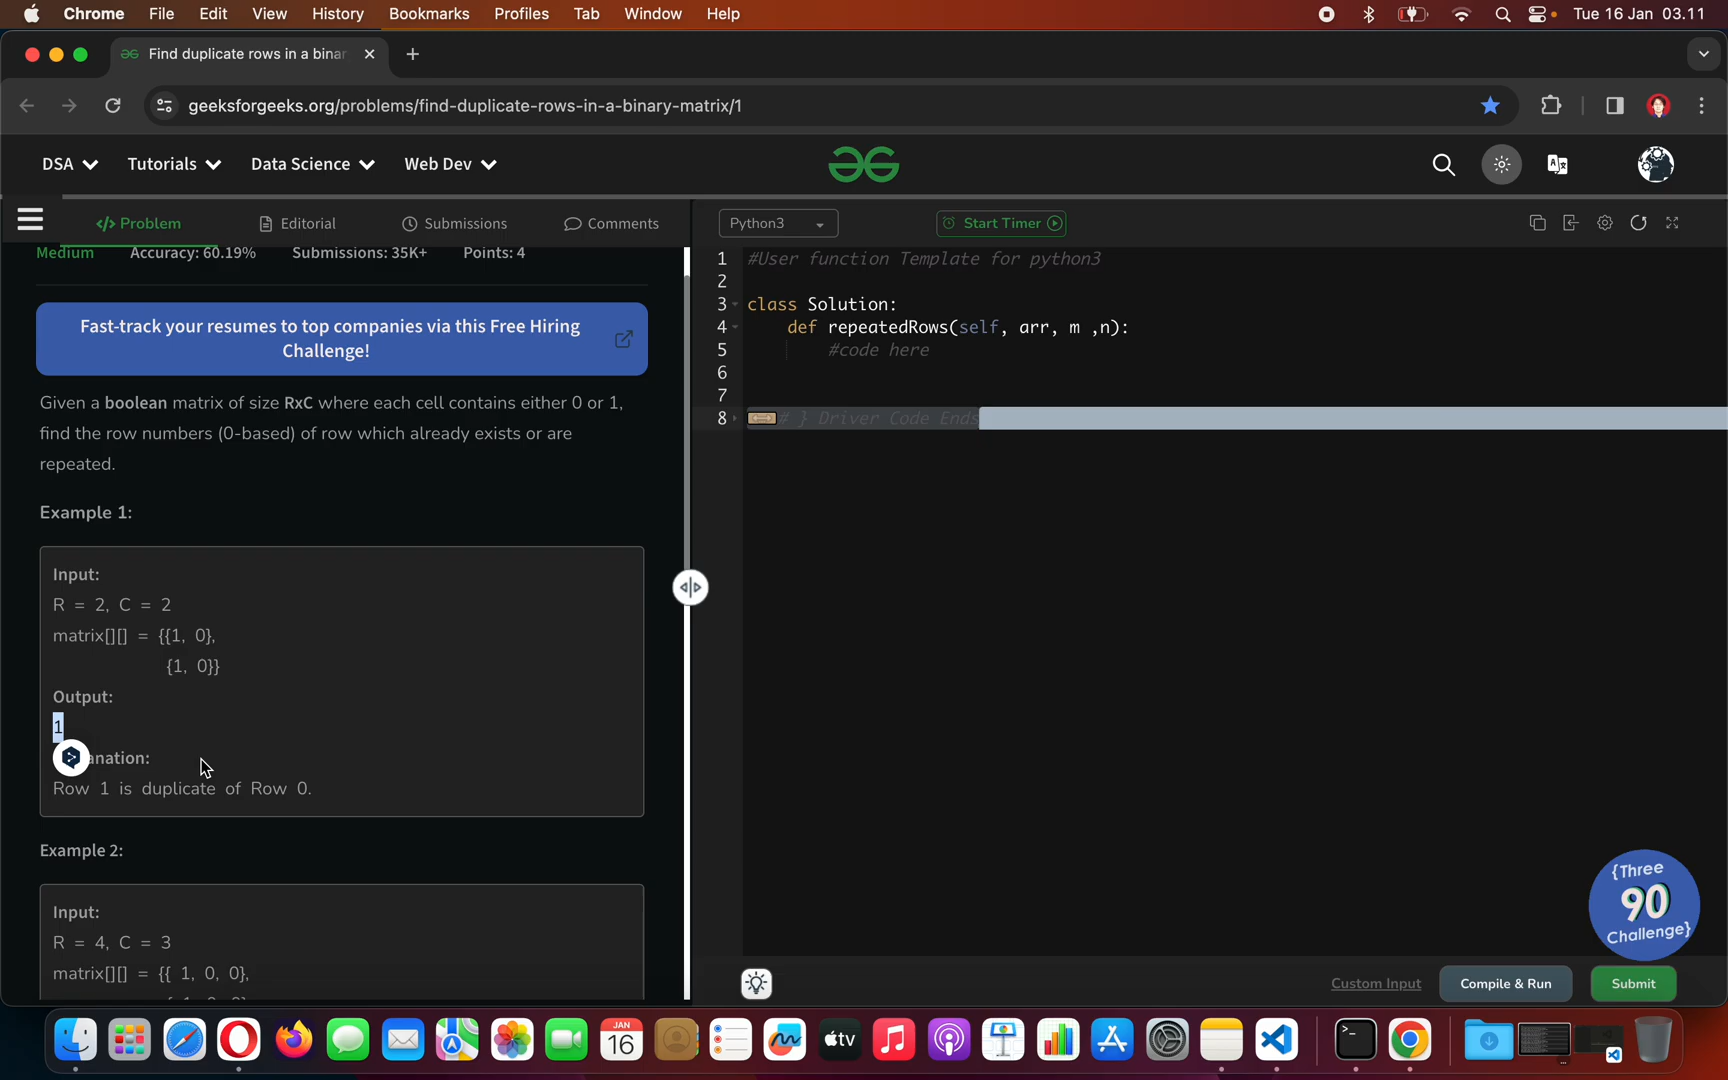 Chrome File Edit View History Bookmarks Profiles Tab Window Help Tue 16 Jan 03.11
Find duplicate rows in a binar
geeksforgeeks.org/problems/find-duplicate-rows-in-a-binary-matrix/1
DSA Tutorials Data Science Web Dev
Problem Editorial Submissions Comments
Medium Accuracy: 60.19% Submissions: 35K+ Points: 4
Fast-track your resumes to top companies via this Free Hiring
Challenge!
Given a boolean matrix of size RxC where each cell contains either 0 or 1,
find the row numbers (0-based) of row which already exists or are
repeated.
Example 1:
Input:
R = 2, C = 2
matrix[][] = {{1, 0},
{1, 0}}
Output:
1
anation:
Row 1 is duplicate of Row 0.
Example 2:
Input:
R = 4, C = 3
matrix[][] = {{ 1, 0, 0},
Python3 Start Timer
1 #User function Template for python3
2
3 class Solution:
4 def repeatedRows(self, arr, m ,n):
5 #code here
6
7
8 # } Driver Code Ends
{Three
90
Challenge}
Custom Input Compile & Run Submit
JAN
16
tv